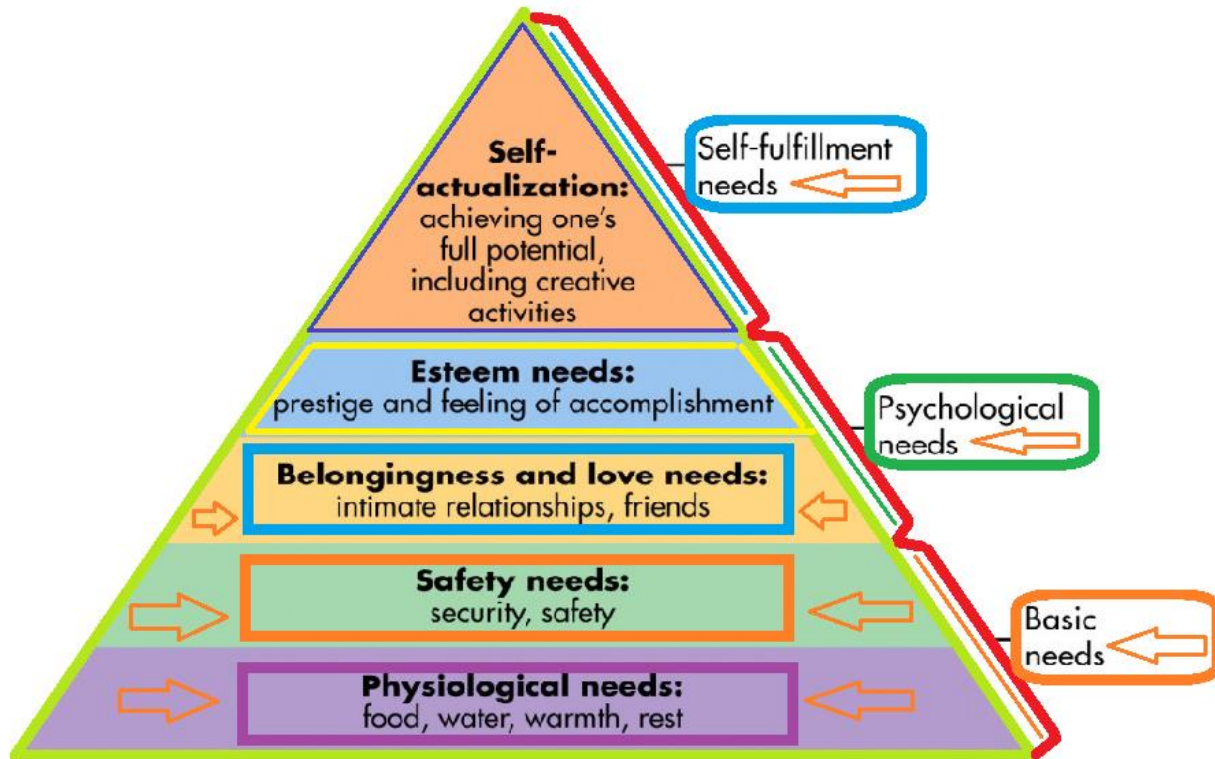 Self-
actualization:
achieving one's
full potential,
including creative
activities
Self-fulfillment
needs
Esteem needs:
prestige and feeling of accomplishment
Psychological
needs
Belongingness and love needs:
intimate relationships, friends
Safety needs:
security, safety
Basic
needs
Physiological needs:
food, water, warmth, rest